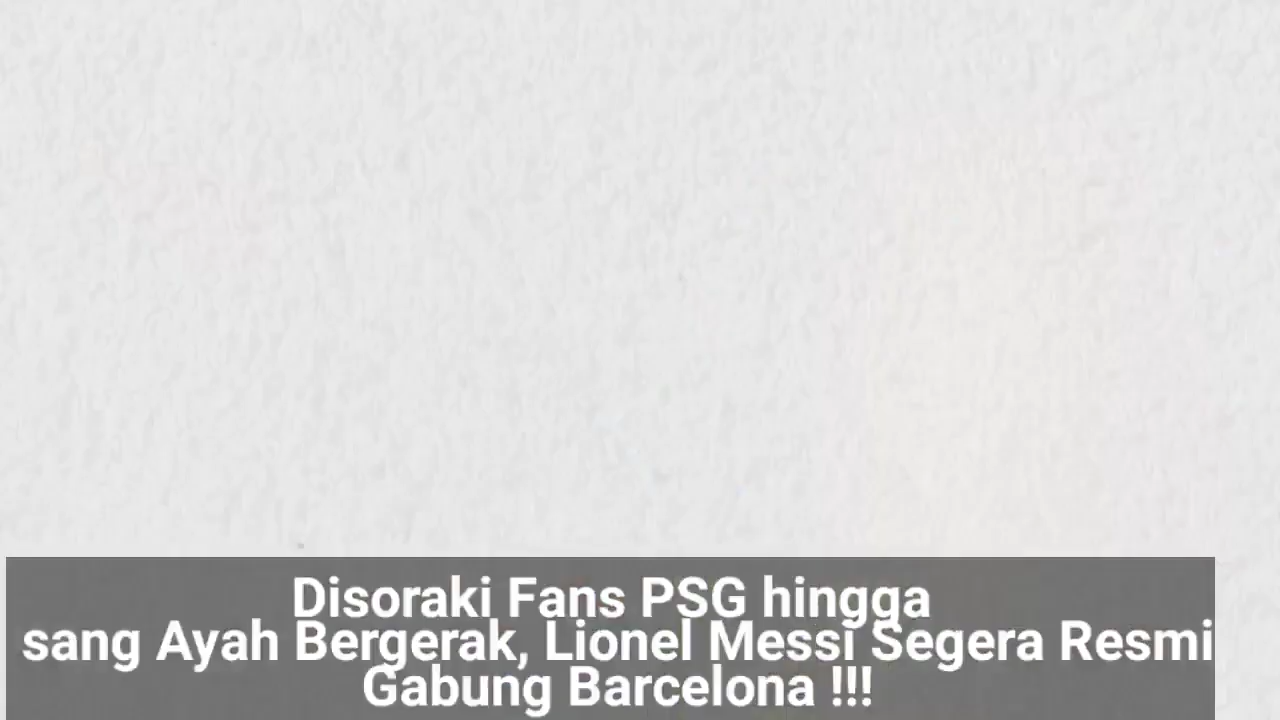 Disoraki Fans PSG hingga
sang Ayah Bergerak, Lionel Messi Segera Resmi
Gabung Barcelona !!!